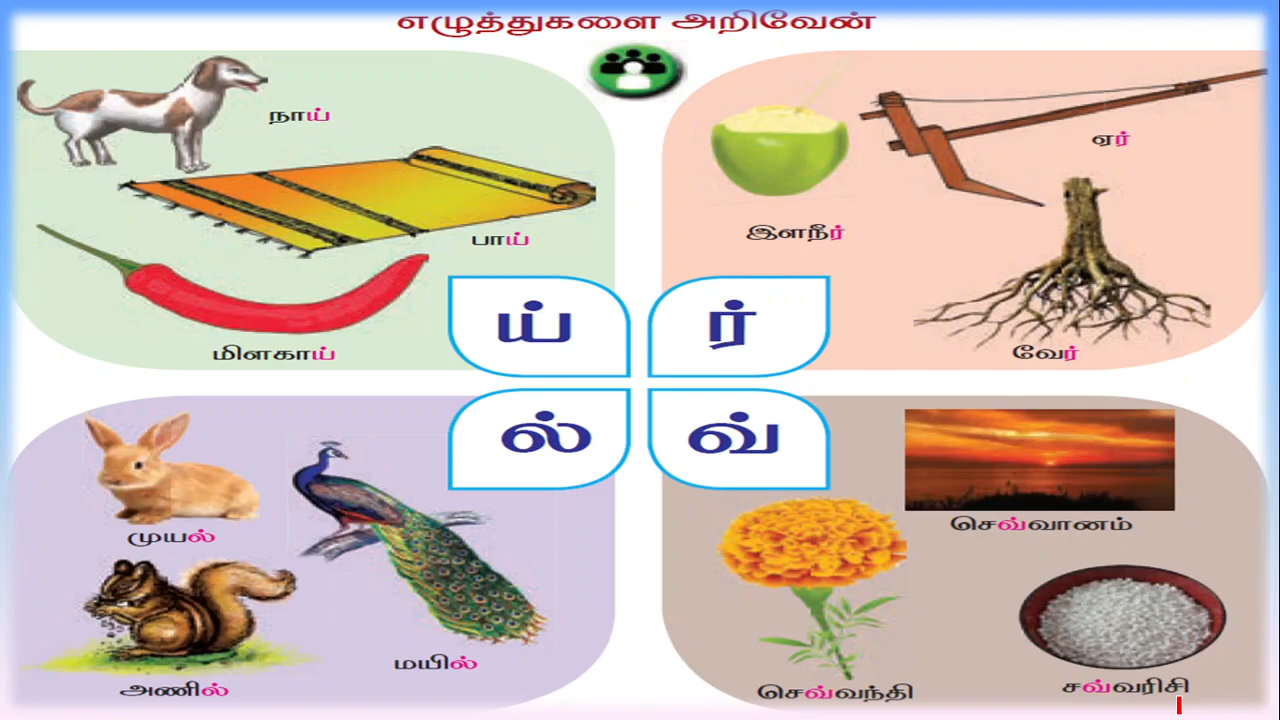 எழுத்துகளை அறிவேன்
நாய்
பாய்
மிளகாய்
ஏர்
இளநீர்
வேர்
ய்
ர்
ல்
வ்
முயல்
மயில்
அணில்
செவ்வானம்
செவ்வந்தி
சவ்வரிசி